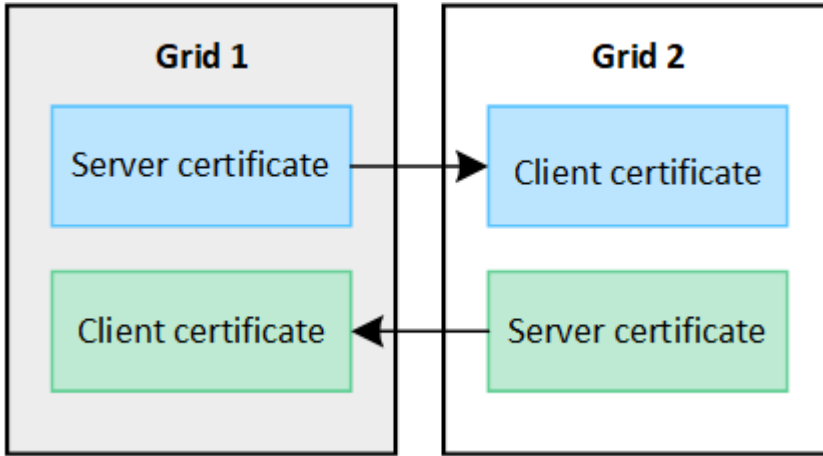 Grid 1
Server certificate
Client certificate
Grid 2
Client certificate
Server certificate